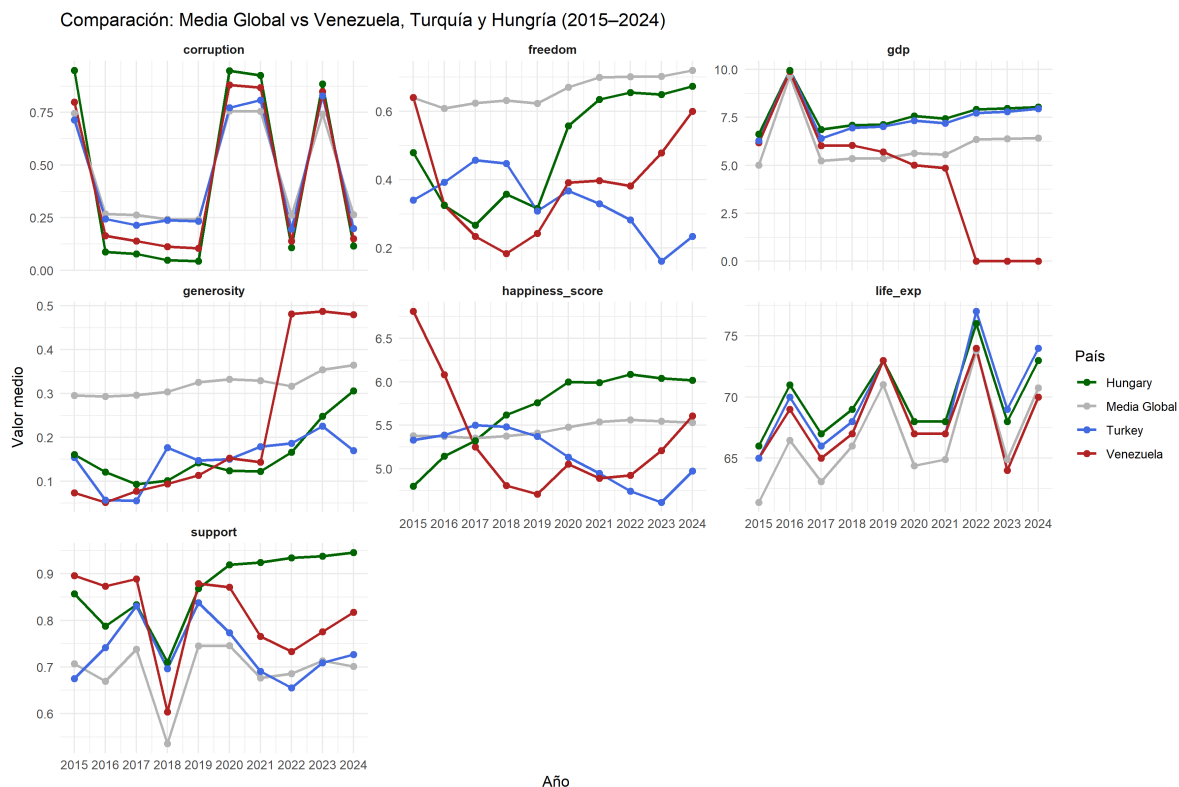 Comparación: Media Global vs Venezuela, Turquía y Hungría (2015–2024)
corruption
freedom
gdp
0.75
0.50
0.25
0.00
0.6
0.4
0.2
10.0
7.5
5.0
2.5
0.0
generosity
happiness_score
life_exp
0.5
0.4
0.3
0.2
0.1
6.5
6.0
5.5
5.0
75
70
65
2015 2016 2017 2018 2019 2020 2021 2022 2023 2024
2015 2016 2017 2018 2019 2020 2021 2022 2023 2024
support
0.9
0.8
0.7
0.6
2015 2016 2017 2018 2019 2020 2021 2022 2023 2024
Valor medio
Año
País
Hungary
Media Global
Turkey
Venezuela